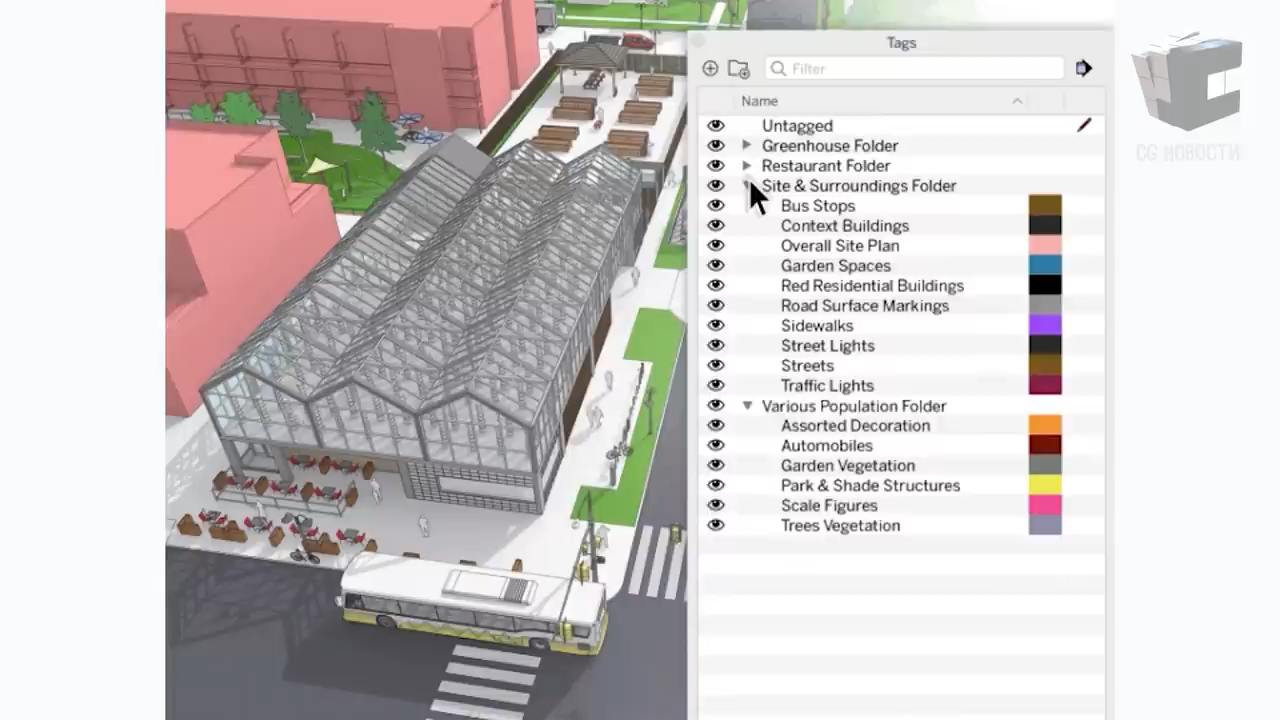 Tags
Filter
Name
Untagged
Greenhouse Folder
Restaurant Folder
Site & Surroundings Folder
Bus Stops
Context Buildings
Overall Site Plan
Garden Spaces
Red Residential Buildings
Road Surface Markings
Sidewalks
Street Lights
Streets
Traffic Lights
Various Population Folder
Assorted Decoration
Automobiles
Garden Vegetation
Park & Shade Structures
Scale Figures
Trees Vegetation
CG НОВОСТИ